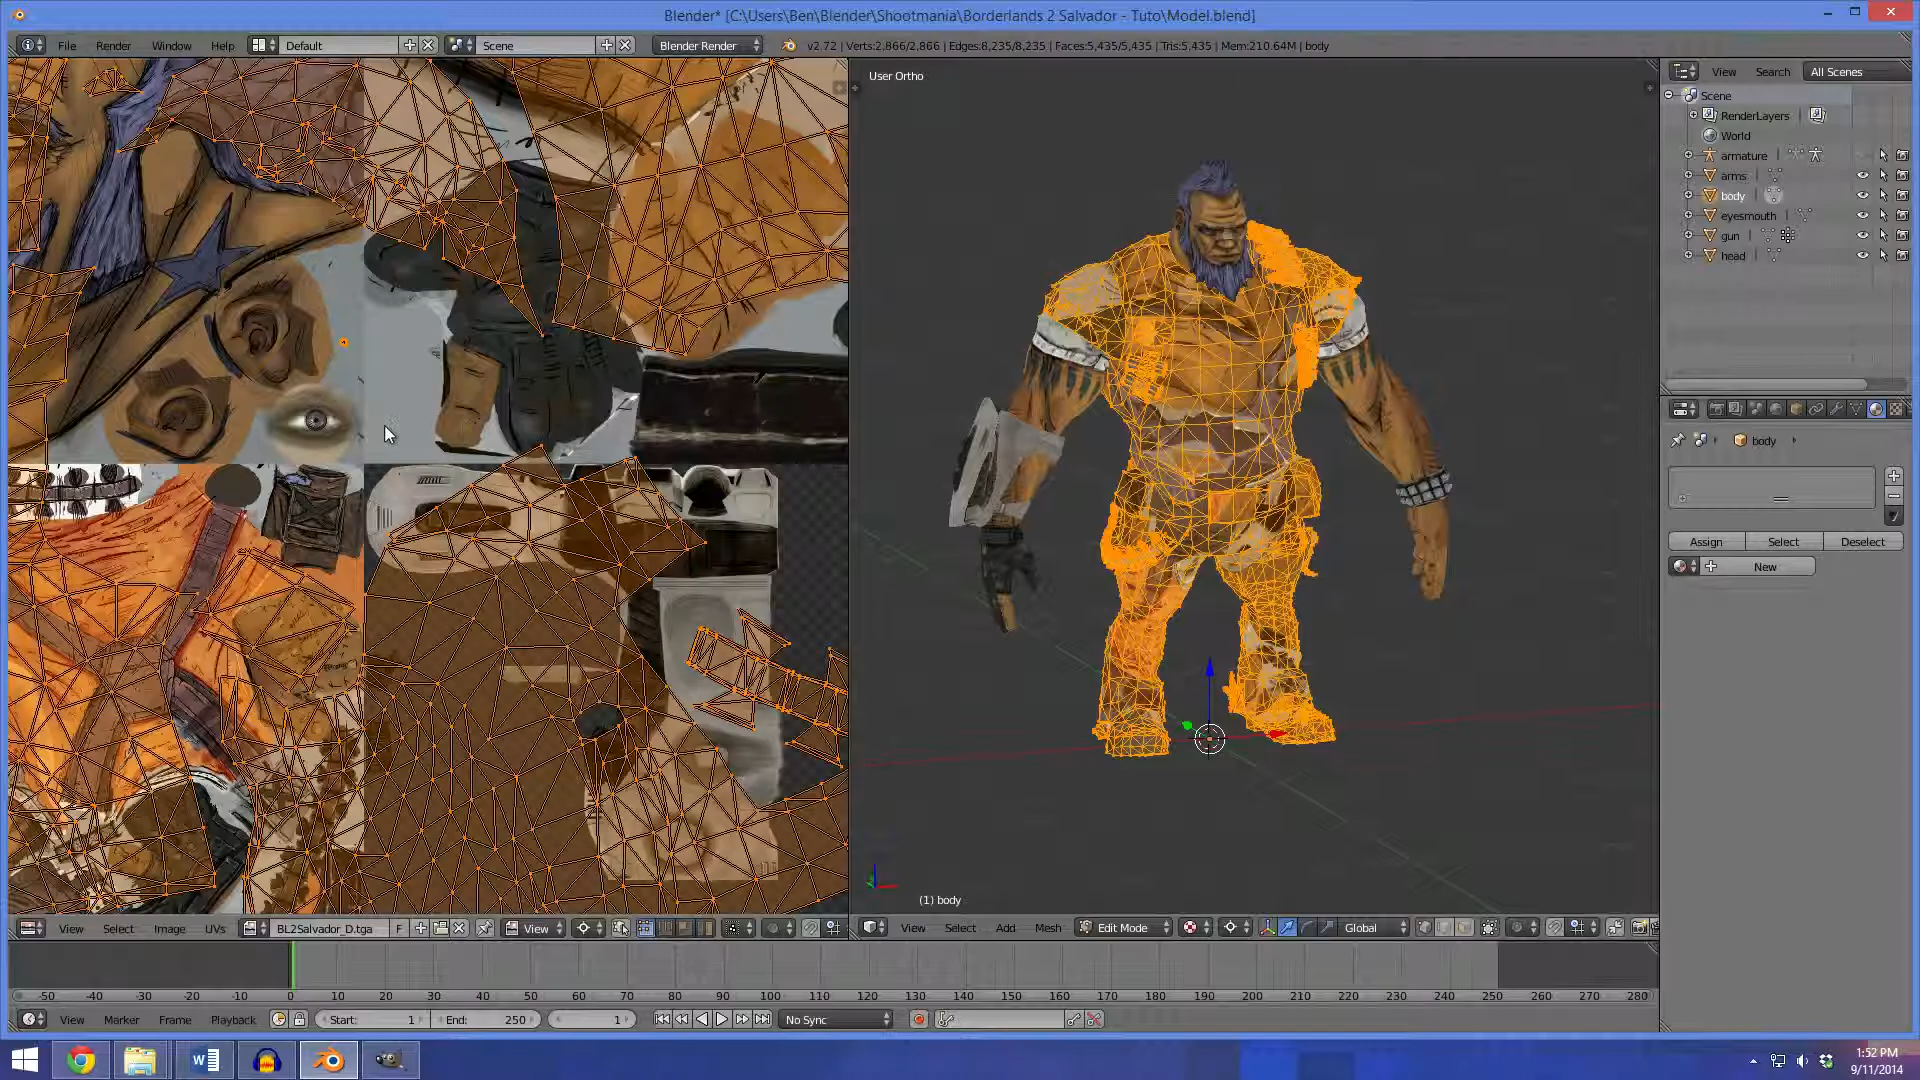 Blender* [C:\Users\Ben\Blender\Shootmania\Borderlands 2 Salvador - Tuto\Model.blend]
File Render Window Help Default Scene Blender Render v2.72 | Verts:2,866/2,866 | Edges:8,235/8,235 | Faces:5,435/5,435 | Tris:5,435 | Mem:210.64M | body
User Ortho
View Search All Scenes
Scene
RenderLayers
World
armature
arms
body
eyesmouth
gun
head
body
Assign Select Deselect
New
(1) body
View Select Image UVs BL2Salvador_D.tga F View
View Select Add Mesh Edit Mode Global
-50 -40 -30 -20 -10 0 10 20 30 40 50 60 70 80 90 100 110 120 130 140 150 160 170 180 190 200 210 220 230 240 250 260 270 280
View Marker Frame Playback Start: 1 End: 250 1 No Sync
1:52 PM
9/11/2014